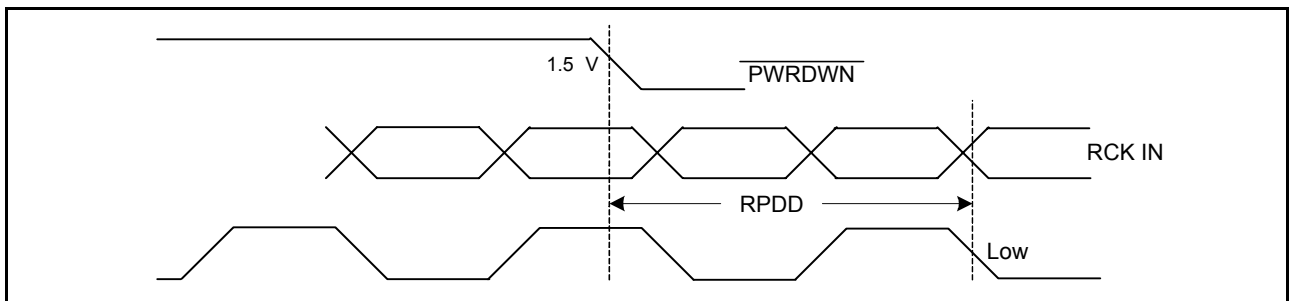 1.5 V
PWRDWN
RCK IN
RPDD
Low